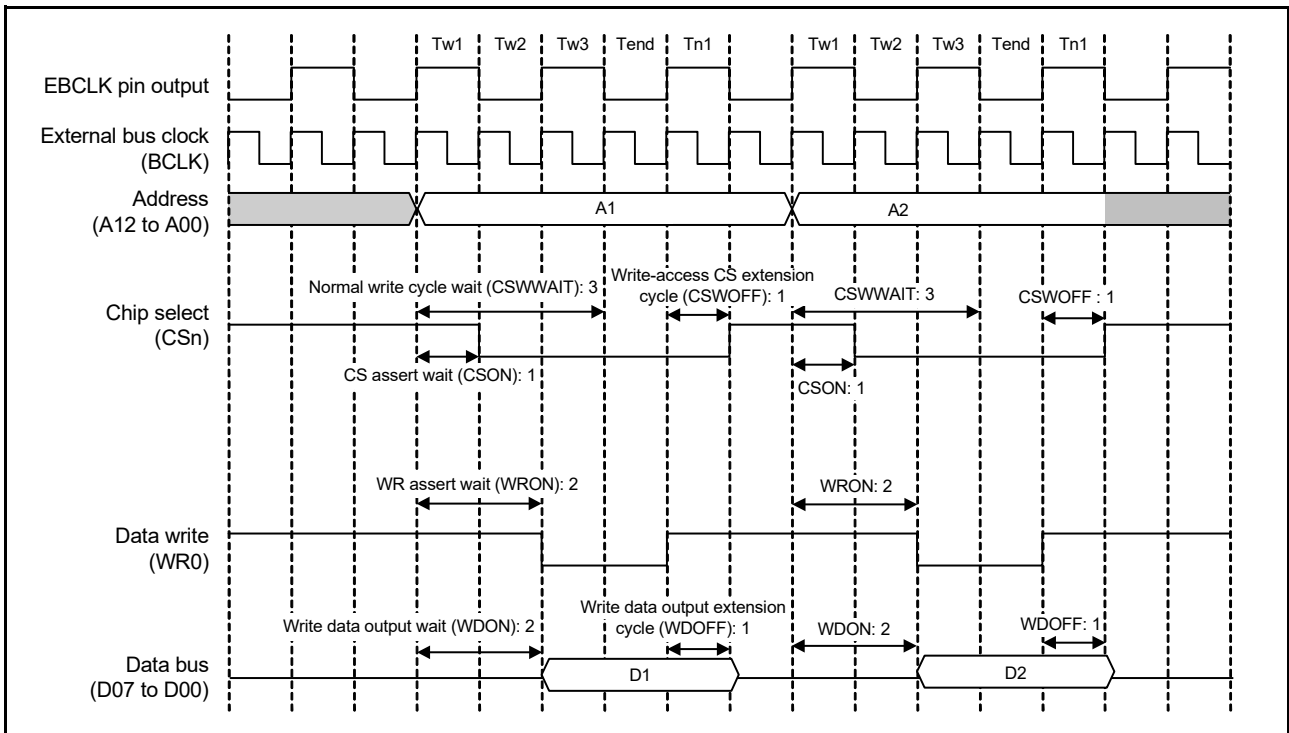 Tw1 Tw2 Tw3 Tend Tn1 Tw1 Tw2 Tw3 Tend Tn1
EBCLK pin output
External bus clock
(BCLK)
Address
(A12 to A00)
A1 A2
Normal write cycle wait (CSWWAIT): 3
Write-access CS extension
cycle (CSWOFF): 1
CSWWAIT: 3
CSWOFF : 1
Chip select
(CSn)
CS assert wait (CSON): 1
CSON: 1
WR assert wait (WRON): 2
WRON: 2
Data write
(WR0)
Write data output wait (WDON): 2
Write data output extension
cycle (WDOFF): 1
WDON: 2
WDOFF: 1
Data bus
(D07 to D00)
D1 D2